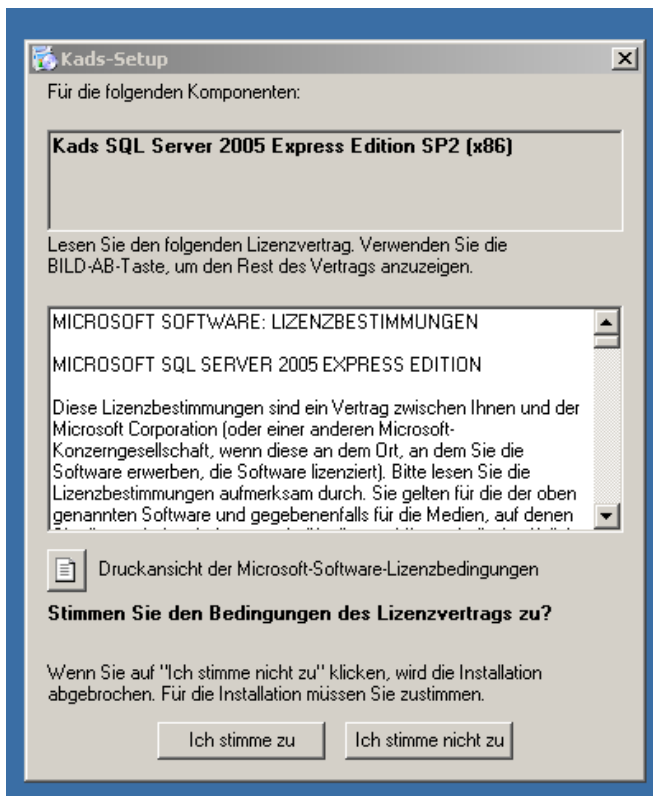 Kads-Setup
Für die folgenden Komponenten:
Kads SQL Server 2005 Express Edition SP2 (x86)
Lesen Sie den folgenden Lizenzvertrag. Verwenden Sie die
BILD-AB-Taste, um den Rest des Vertrags anzuzeigen.
MICROSOFT SOFTWARE: LIZENZBESTIMMUNGEN
MICROSOFT SQL SERVER 2005 EXPRESS EDITION
Diese Lizenzbestimmungen sind ein Vertrag zwischen Ihnen und der
Microsoft Corporation (oder einer anderen Microsoft-
Konzerngesellschaft, wenn diese an dem Ort, an dem Sie die
Software erwerben, die Software lizenziert). Bitte lesen Sie die
Lizenzbestimmungen aufmerksam durch. Sie gelten für die der oben
genannten Software und gegebenenfalls für die Medien, auf denen
Druckansicht der Microsoft-Software-Lizenzbedingungen
Stimmen Sie den Bedingungen des Lizenzvertrags zu?
Wenn Sie auf "Ich stimme nicht zu" klicken, wird die Installation
abgebrochen. Für die Installation müssen Sie zustimmen.
Ich stimme zu
Ich stimme nicht zu